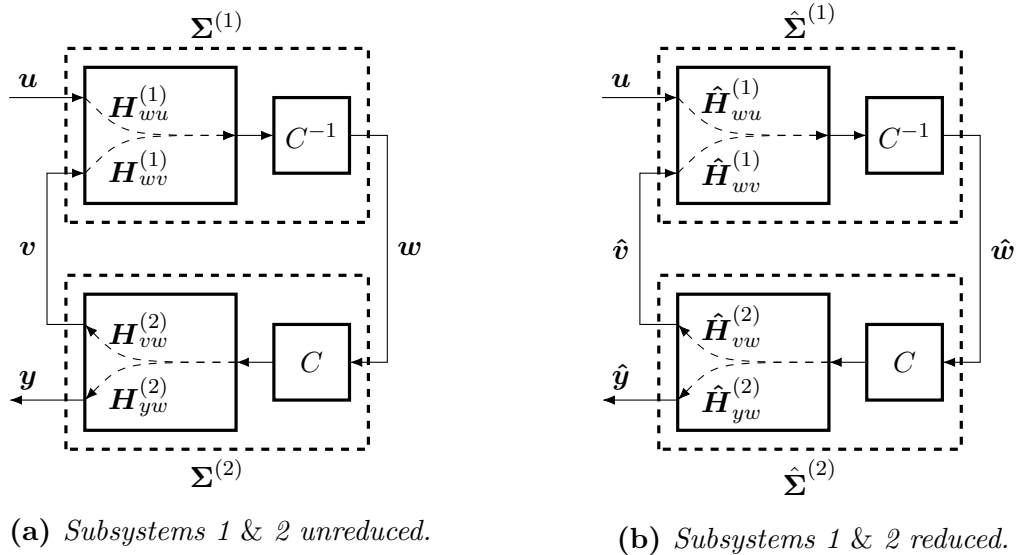 Σ^(1)
u
H_wu^(1)
H_wv^(1)
C^−1
v
w
H_vw^(2)
H_yw^(2)
C
y
Σ^(2)
(a) Subsystems 1 & 2 unreduced.
Σ̂^(1)
u
Ĥ_wu^(1)
Ĥ_wv^(1)
C^−1
v̂
ŵ
Ĥ_vw^(2)
Ĥ_yw^(2)
C
ŷ
Σ̂^(2)
(b) Subsystems 1 & 2 reduced.